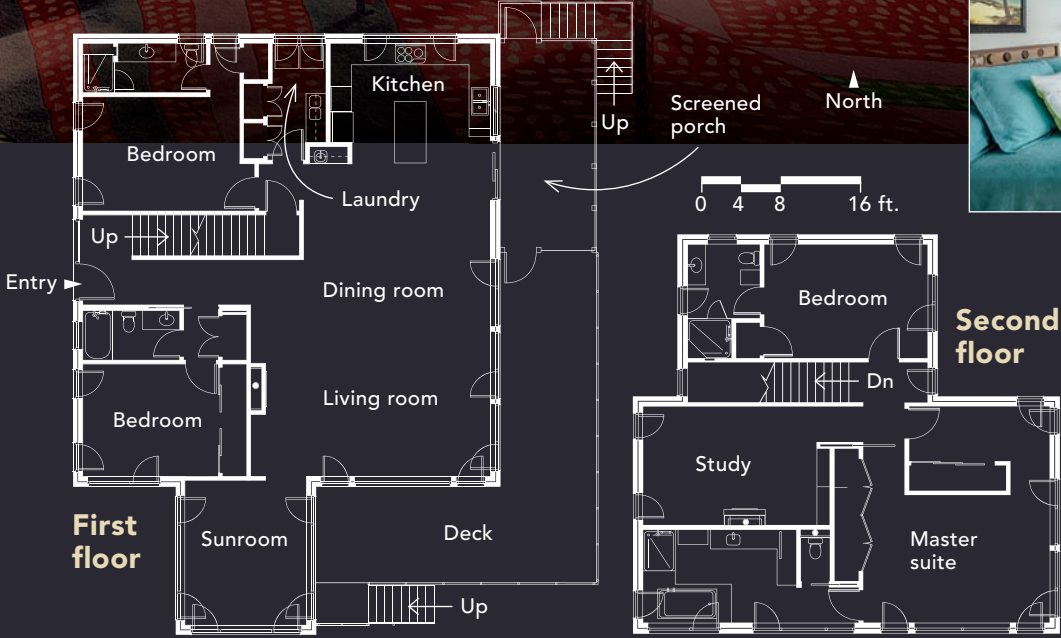 Kitchen
Bedroom
Laundry
Up
Entry
Dining room
Living room
Bedroom
Sunroom
Deck
Up
First
floor
Up
Screened
porch
North
0 4 8 16 ft.
Bedroom
Second
floor
Dn
Study
Master
suite